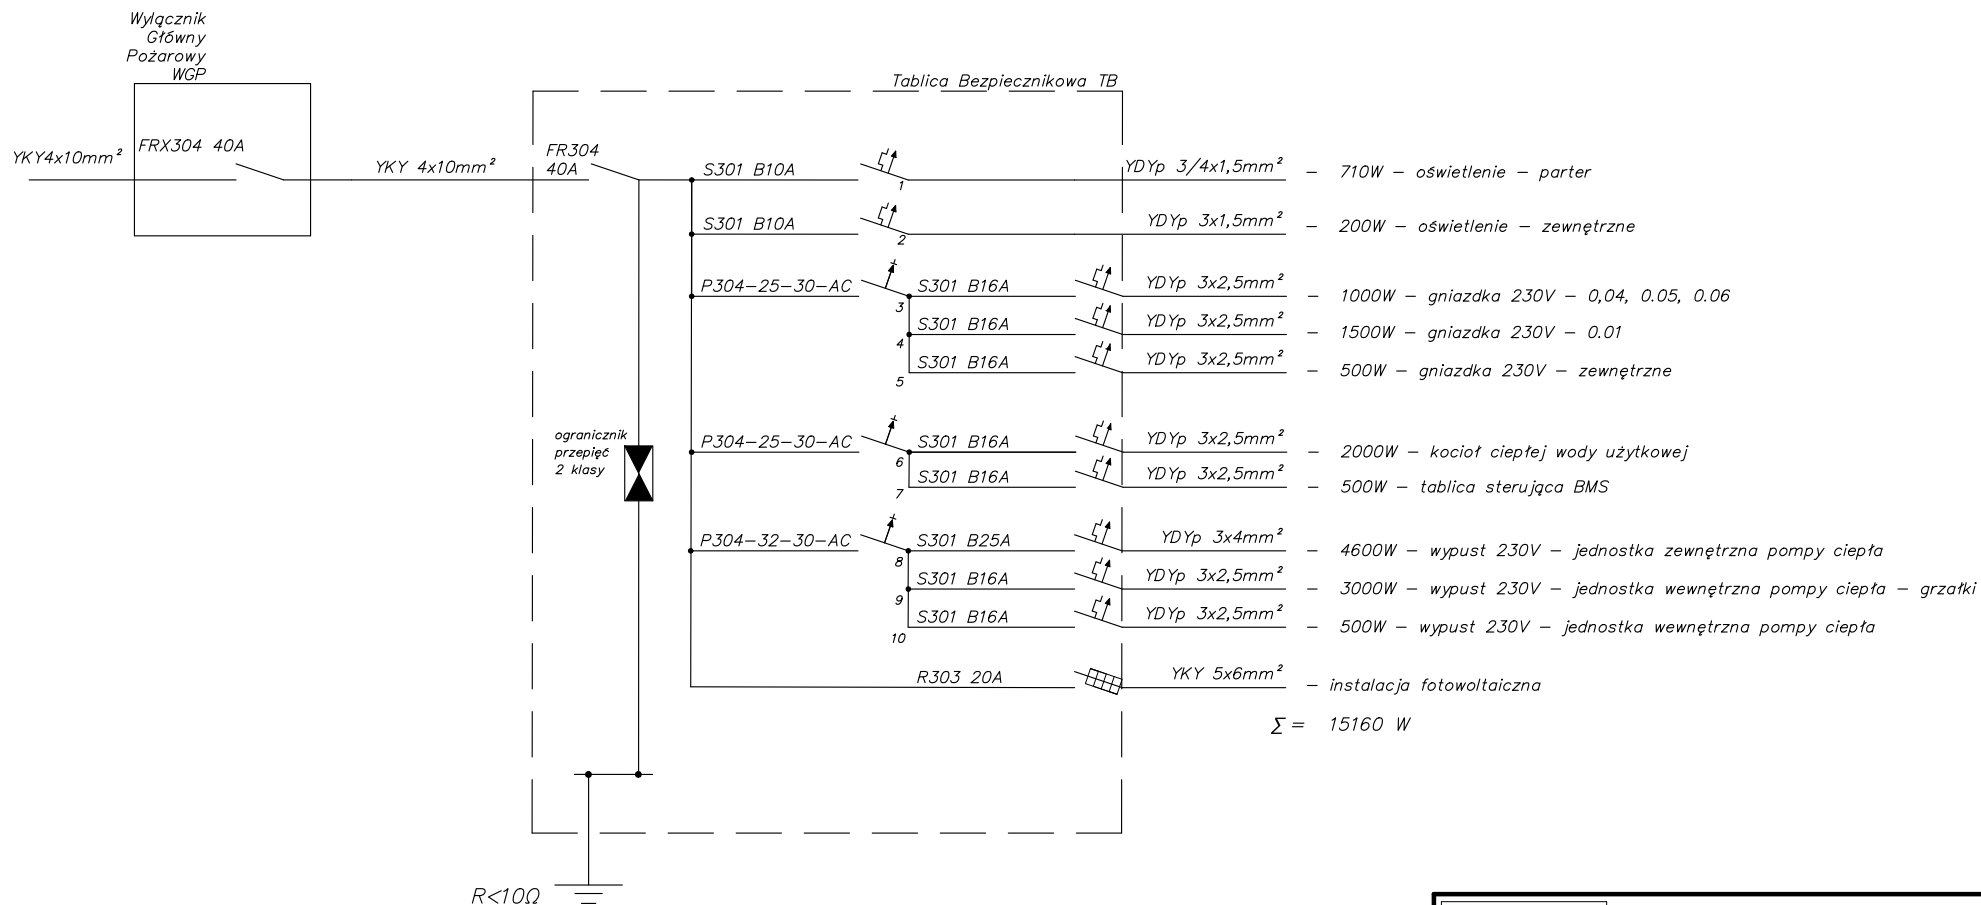 Wyłącznik
Główny
Pożarowy
WGP
Tablica Bezpiecznikowa TB
YKY4x10mm²
FRX304 40A
YKY 4x10mm²
FR304
40A
S301 B10A
1
YDYp 3/4x1,5mm²
– 710W – oświetlenie – parter
S301 B10A
2
YDYp 3x1,5mm²
– 200W – oświetlenie – zewnętrzne
P304–25–30–AC
3
S301 B16A
YDYp 3x2,5mm²
– 1000W – gniazdka 230V – 0,04, 0.05, 0.06
4
S301 B16A
YDYp 3x2,5mm²
– 1500W – gniazdka 230V – 0.01
5
S301 B16A
YDYp 3x2,5mm²
– 500W – gniazdka 230V – zewnętrzne
ogranicznik
przepięć
2 klasy
P304–25–30–AC
6
S301 B16A
YDYp 3x2,5mm²
– 2000W – kocioł ciepłej wody użytkowej
7
S301 B16A
YDYp 3x2,5mm²
– 500W – tablica sterująca BMS
P304–32–30–AC
8
S301 B25A
YDYp 3x4mm²
– 4600W – wypust 230V – jednostka zewnętrzna pompy ciepła
9
S301 B16A
YDYp 3x2,5mm²
– 3000W – wypust 230V – jednostka wewnętrzna pompy ciepła – grzałki
10
S301 B16A
YDYp 3x2,5mm²
– 500W – wypust 230V – jednostka wewnętrzna pompy ciepła
R303 20A
YKY 5x6mm²
– instalacja fotowoltaiczna
Σ = 15160 W
R<10Ω